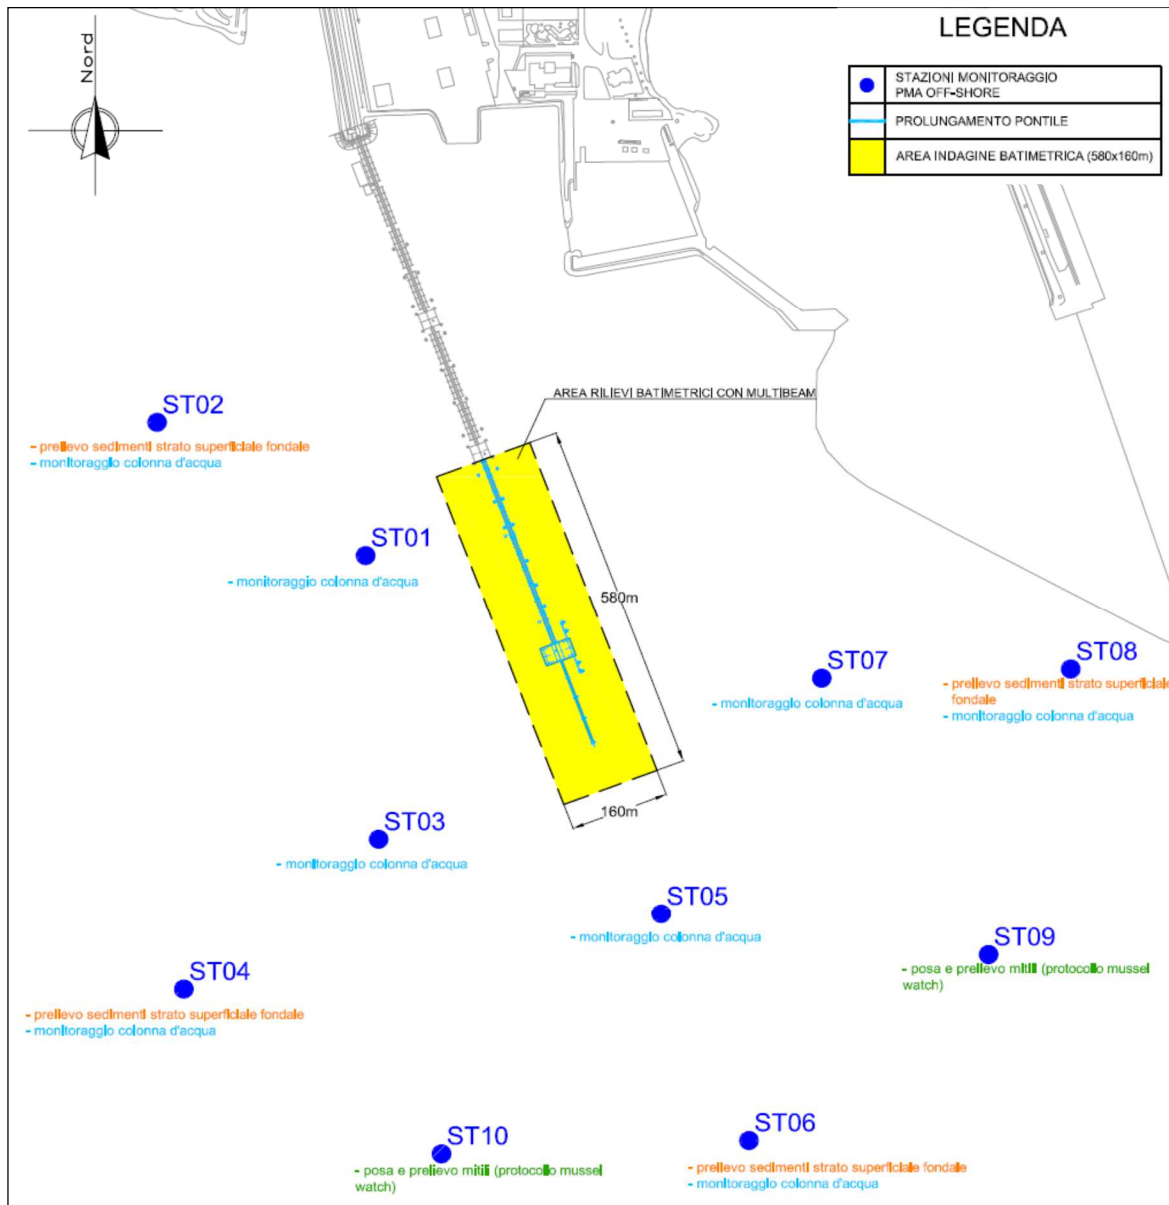 Nord
LEGENDA
STAZIONI MONITORAGGIO
PMA OFF-SHORE
PROLUNGAMENTO PONTILE
AREA INDAGINE BATIMETRICA (580x160m)
AREA RILIEVI BATIMETRICI CON MULTIBEAM
ST02
- prelievo sedimenti strato superficiale fondale
- monitoraggio colonna d'acqua
ST01
- monitoraggio colonna d'acqua
580m
ST07
- monitoraggio colonna d'acqua
ST08
- prelievo sedimenti strato superficiale
fondale
- monitoraggio colonna d'acqua
160m
ST03
- monitoraggio colonna d'acqua
ST05
- monitoraggio colonna d'acqua
ST09
- posa e prelievo mitili (protocollo mussel
watch)
ST04
- prelievo sedimenti strato superficiale fondale
- monitoraggio colonna d'acqua
ST10
- posa e prelievo mitili (protocollo mussel
watch)
ST06
- prelievo sedimenti strato superficiale fondale
- monitoraggio colonna d'acqua